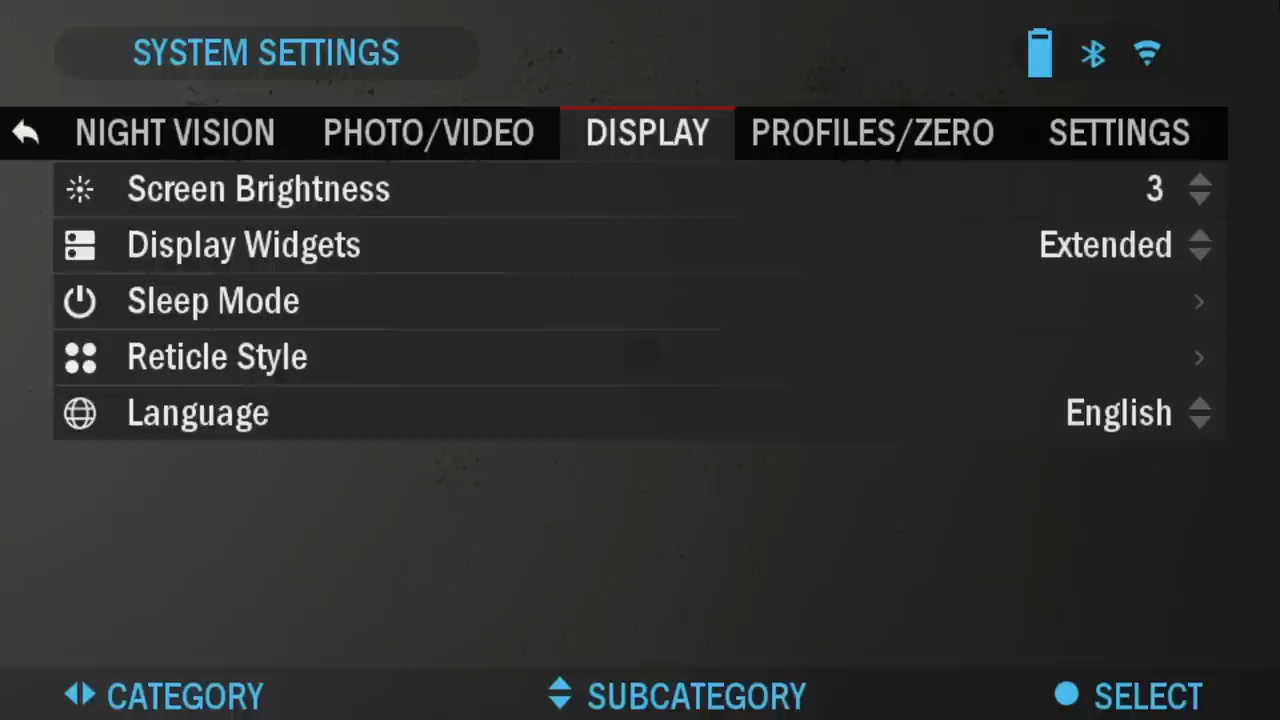 SYSTEM SETTINGS
NIGHT VISION PHOTO/VIDEO DISPLAY PROFILES/ZERO SETTINGS
Screen Brightness 3
Display Widgets Extended
Sleep Mode
Reticle Style
Language English
CATEGORY SUBCATEGORY SELECT